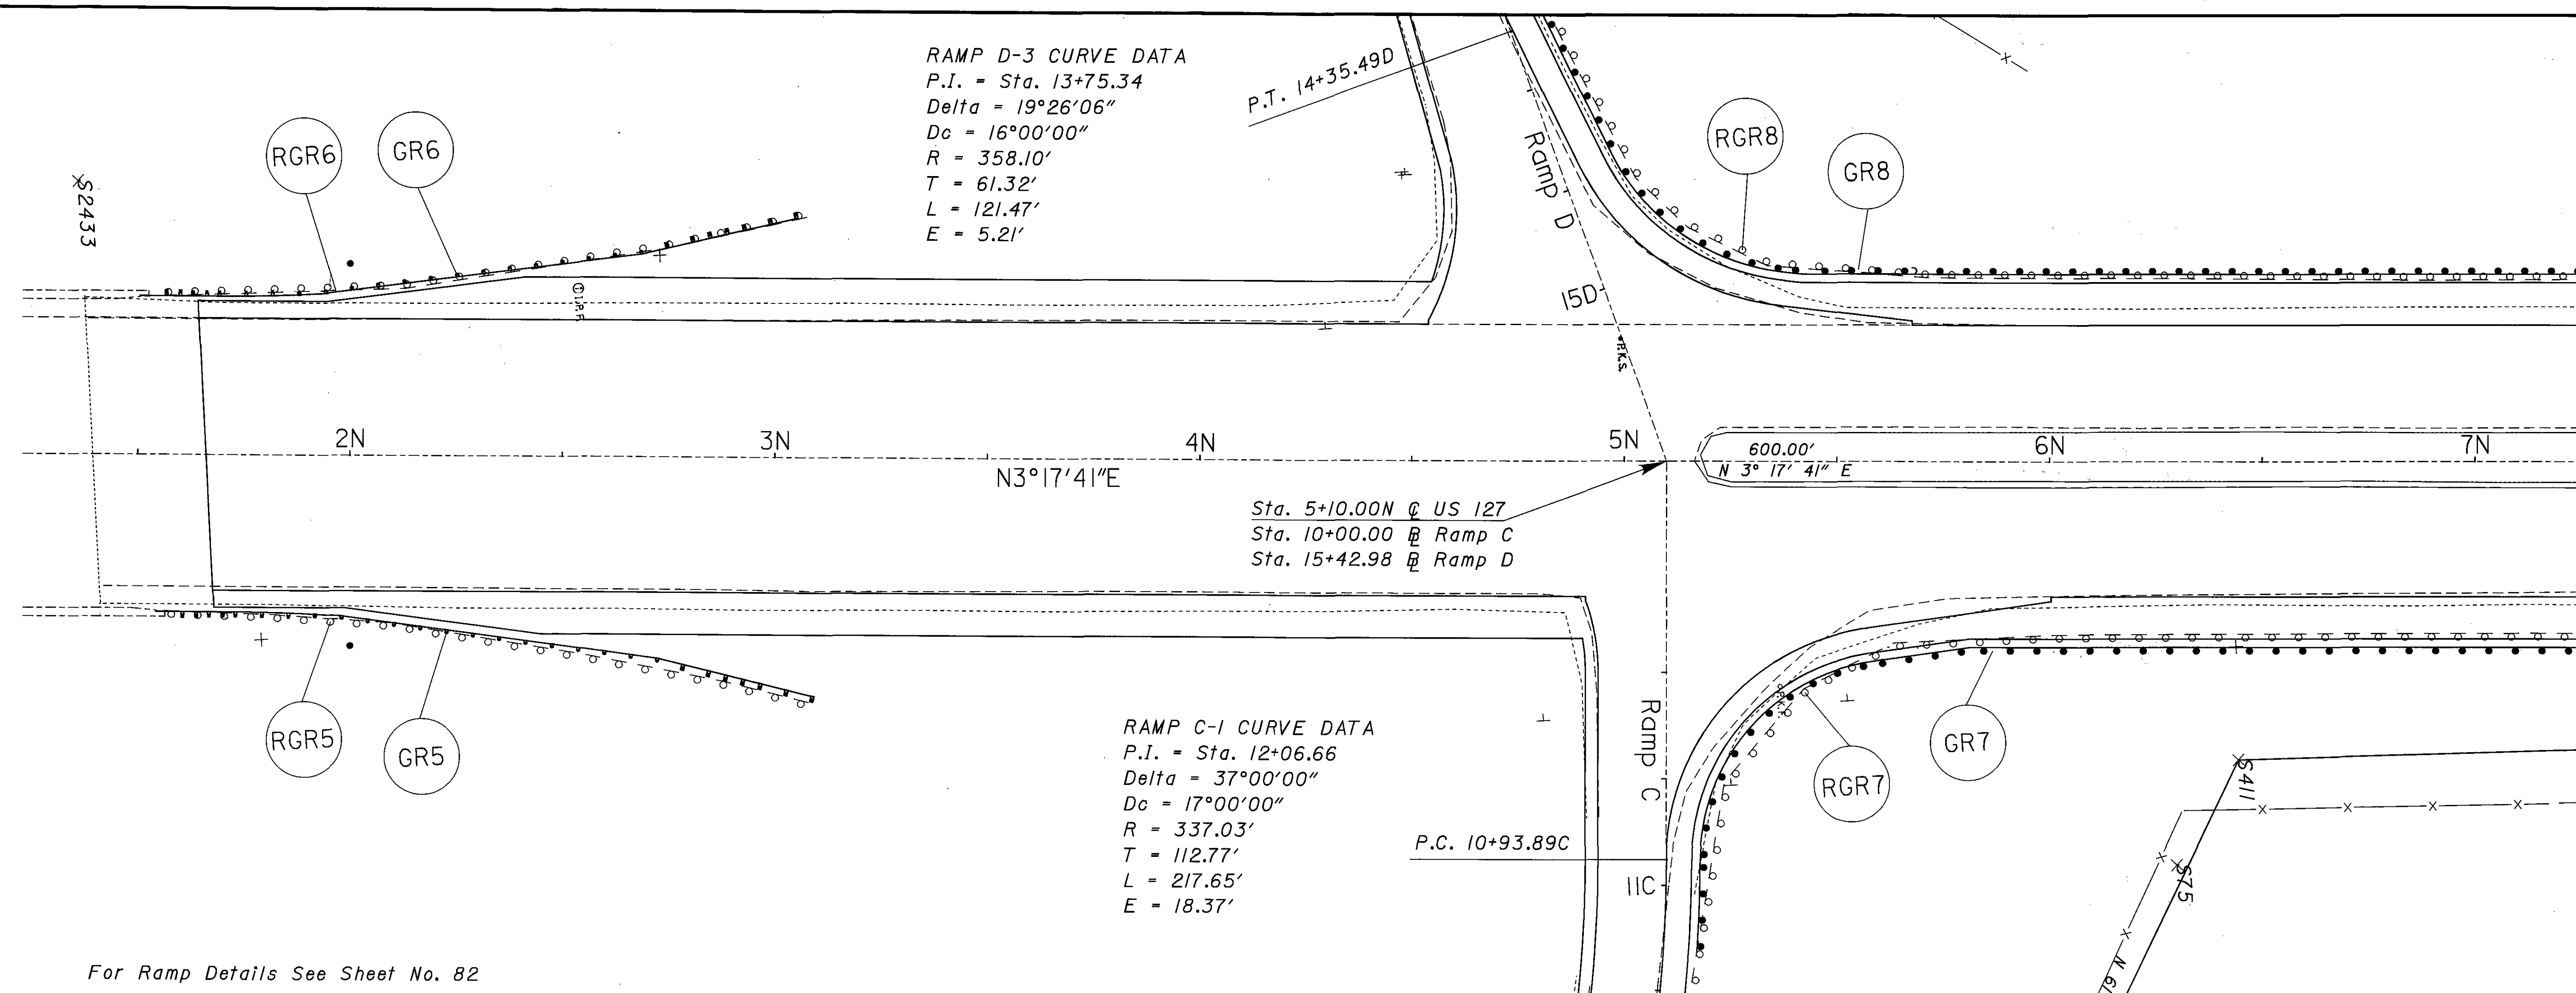 RAMP D-3 CURVE DATA
P.I. = Sta. 13+75.34
Delta = 19°26'06"
Dc = 16°00'00"
R = 358.10'
T = 61.32'
L = 121.47'
E = 5.21'
P.T. 14+35.49D
RGR6
GR6
S2433
I.P.F.
Ramp D
15D
P.K.S.
RGR8
GR8
2N
3N
4N
5N
6N
7N
N3°17'41"E
600.00'
N 3° 17' 41" E
Sta. 5+10.00N ℄ US 127
Sta. 10+00.00 BL Ramp C
Sta. 15+42.98 BL Ramp D
RGR5
GR5
RAMP C-1 CURVE DATA
P.I. = Sta. 12+06.66
Delta = 37°00'00"
Dc = 17°00'00"
R = 337.03'
T = 112.77'
L = 217.65'
E = 18.37'
Ramp C
P.C. 10+93.89C
11C
RGR7
GR7
S411
S75
For Ramp Details See Sheet No. 82